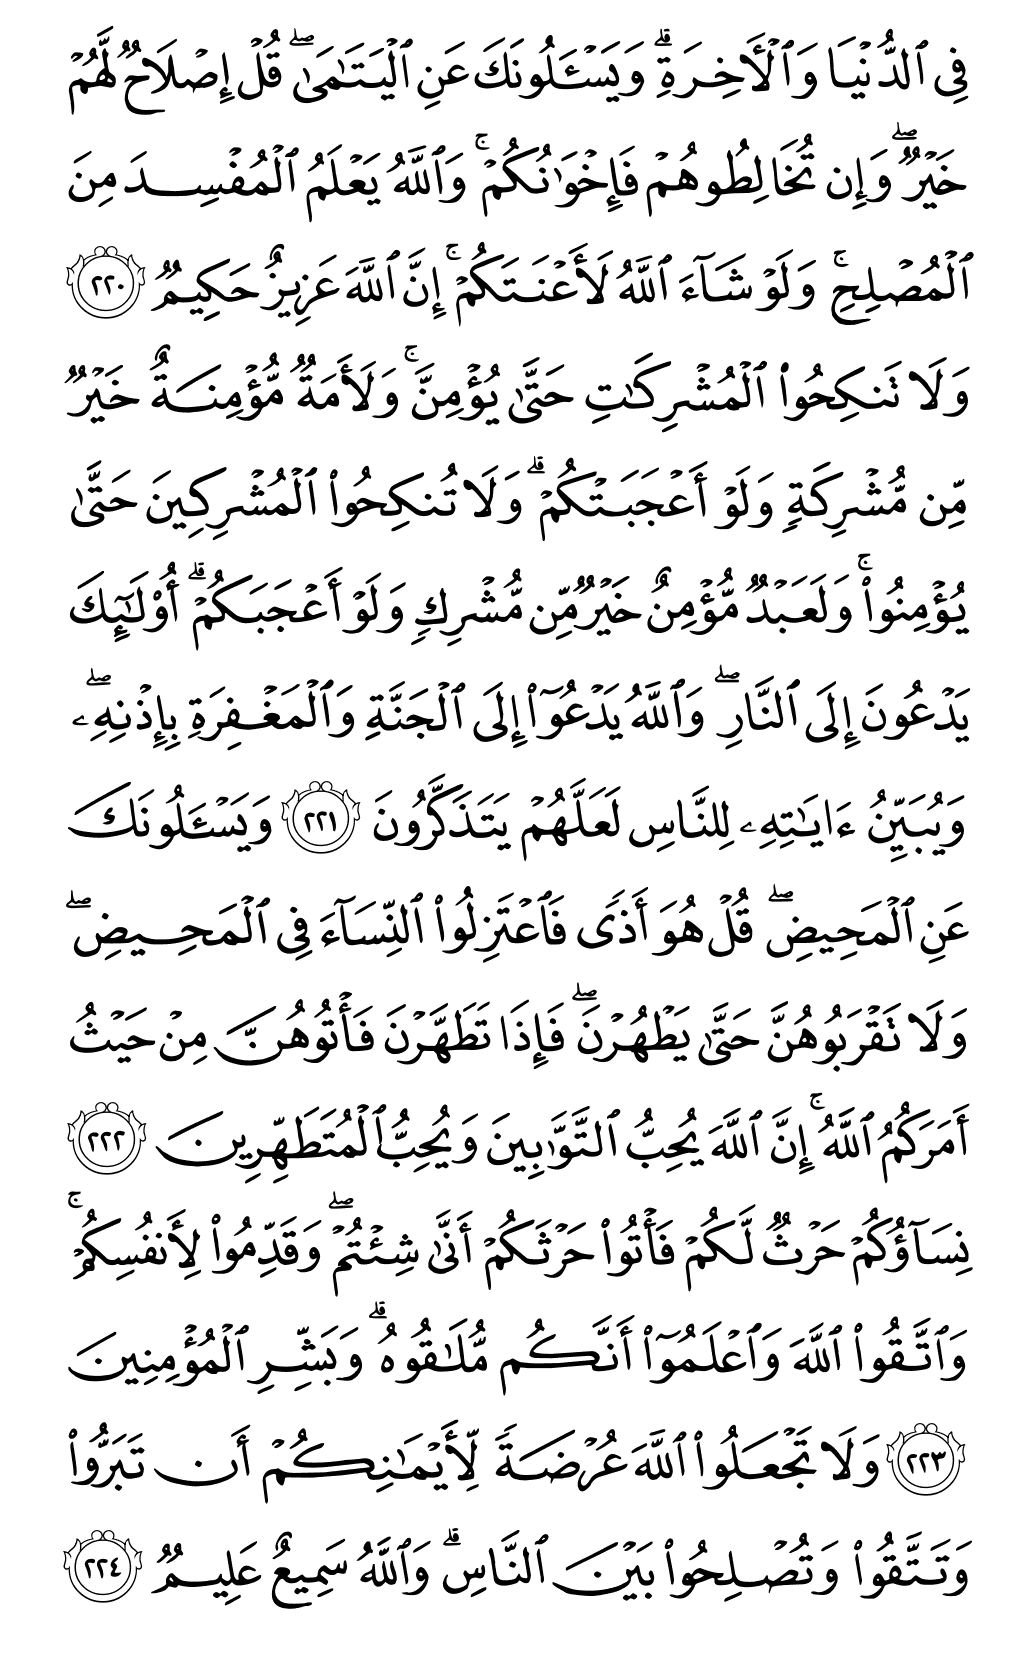 فِى ٱلدُّنْيَا وَٱلْـَٔاخِرَةِ ۗ وَيَسْـَٔلُونَكَ عَنِ ٱلْيَتَـٰمَىٰ ۖ قُلْ إِصْلَاحٌ لَّهُمْ
خَيْرٌ ۖ وَإِن تُخَالِطُوهُمْ فَإِخْوَٰنُكُمْ ۚ وَٱللَّهُ يَعْلَمُ ٱلْمُفْسِدَ مِنَ
ٱلْمُصْلِحِ ۚ وَلَوْ شَآءَ ٱللَّهُ لَأَعْنَتَكُمْ ۚ إِنَّ ٱللَّهَ عَزِيزٌ حَكِيمٌ ٢٢٠
وَلَا تَنكِحُوا۟ ٱلْمُشْرِكَـٰتِ حَتَّىٰ يُؤْمِنَّ ۚ وَلَأَمَةٌ مُّؤْمِنَةٌ خَيْرٌ
مِّن مُّشْرِكَةٍ وَلَوْ أَعْجَبَتْكُمْ ۗ وَلَا تُنكِحُوا۟ ٱلْمُشْرِكِينَ حَتَّىٰ
يُؤْمِنُوا۟ ۚ وَلَعَبْدٌ مُّؤْمِنٌ خَيْرٌ مِّن مُّشْرِكٍ وَلَوْ أَعْجَبَكُمْ ۗ أُو۟لَـٰٓئِكَ
يَدْعُونَ إِلَى ٱلنَّارِ ۖ وَٱللَّهُ يَدْعُوٓا۟ إِلَى ٱلْجَنَّةِ وَٱلْمَغْفِرَةِ بِإِذْنِهِۦ ۖ
وَيُبَيِّنُ ءَايَـٰتِهِۦ لِلنَّاسِ لَعَلَّهُمْ يَتَذَكَّرُونَ ٢٢١ وَيَسْـَٔلُونَكَ
عَنِ ٱلْمَحِيضِ ۖ قُلْ هُوَ أَذًى فَٱعْتَزِلُوا۟ ٱلنِّسَآءَ فِى ٱلْمَحِيضِ ۖ
وَلَا تَقْرَبُوهُنَّ حَتَّىٰ يَطْهُرْنَ ۖ فَإِذَا تَطَهَّرْنَ فَأْتُوهُنَّ مِنْ حَيْثُ
أَمَرَكُمُ ٱللَّهُ ۚ إِنَّ ٱللَّهَ يُحِبُّ ٱلتَّوَّٰبِينَ وَيُحِبُّ ٱلْمُتَطَهِّرِينَ ٢٢٢
نِسَآؤُكُمْ حَرْثٌ لَّكُمْ فَأْتُوا۟ حَرْثَكُمْ أَنَّىٰ شِئْتُمْ ۖ وَقَدِّمُوا۟ لِأَنفُسِكُمْ ۚ
وَٱتَّقُوا۟ ٱللَّهَ وَٱعْلَمُوٓا۟ أَنَّكُم مُّلَـٰقُوهُ ۗ وَبَشِّرِ ٱلْمُؤْمِنِينَ
٢٢٣ وَلَا تَجْعَلُوا۟ ٱللَّهَ عُرْضَةً لِّأَيْمَـٰنِكُمْ أَن تَبَرُّوا۟
وَتَتَّقُوا۟ وَتُصْلِحُوا۟ بَيْنَ ٱلنَّاسِ ۗ وَٱللَّهُ سَمِيعٌ عَلِيمٌ ٢٢٤